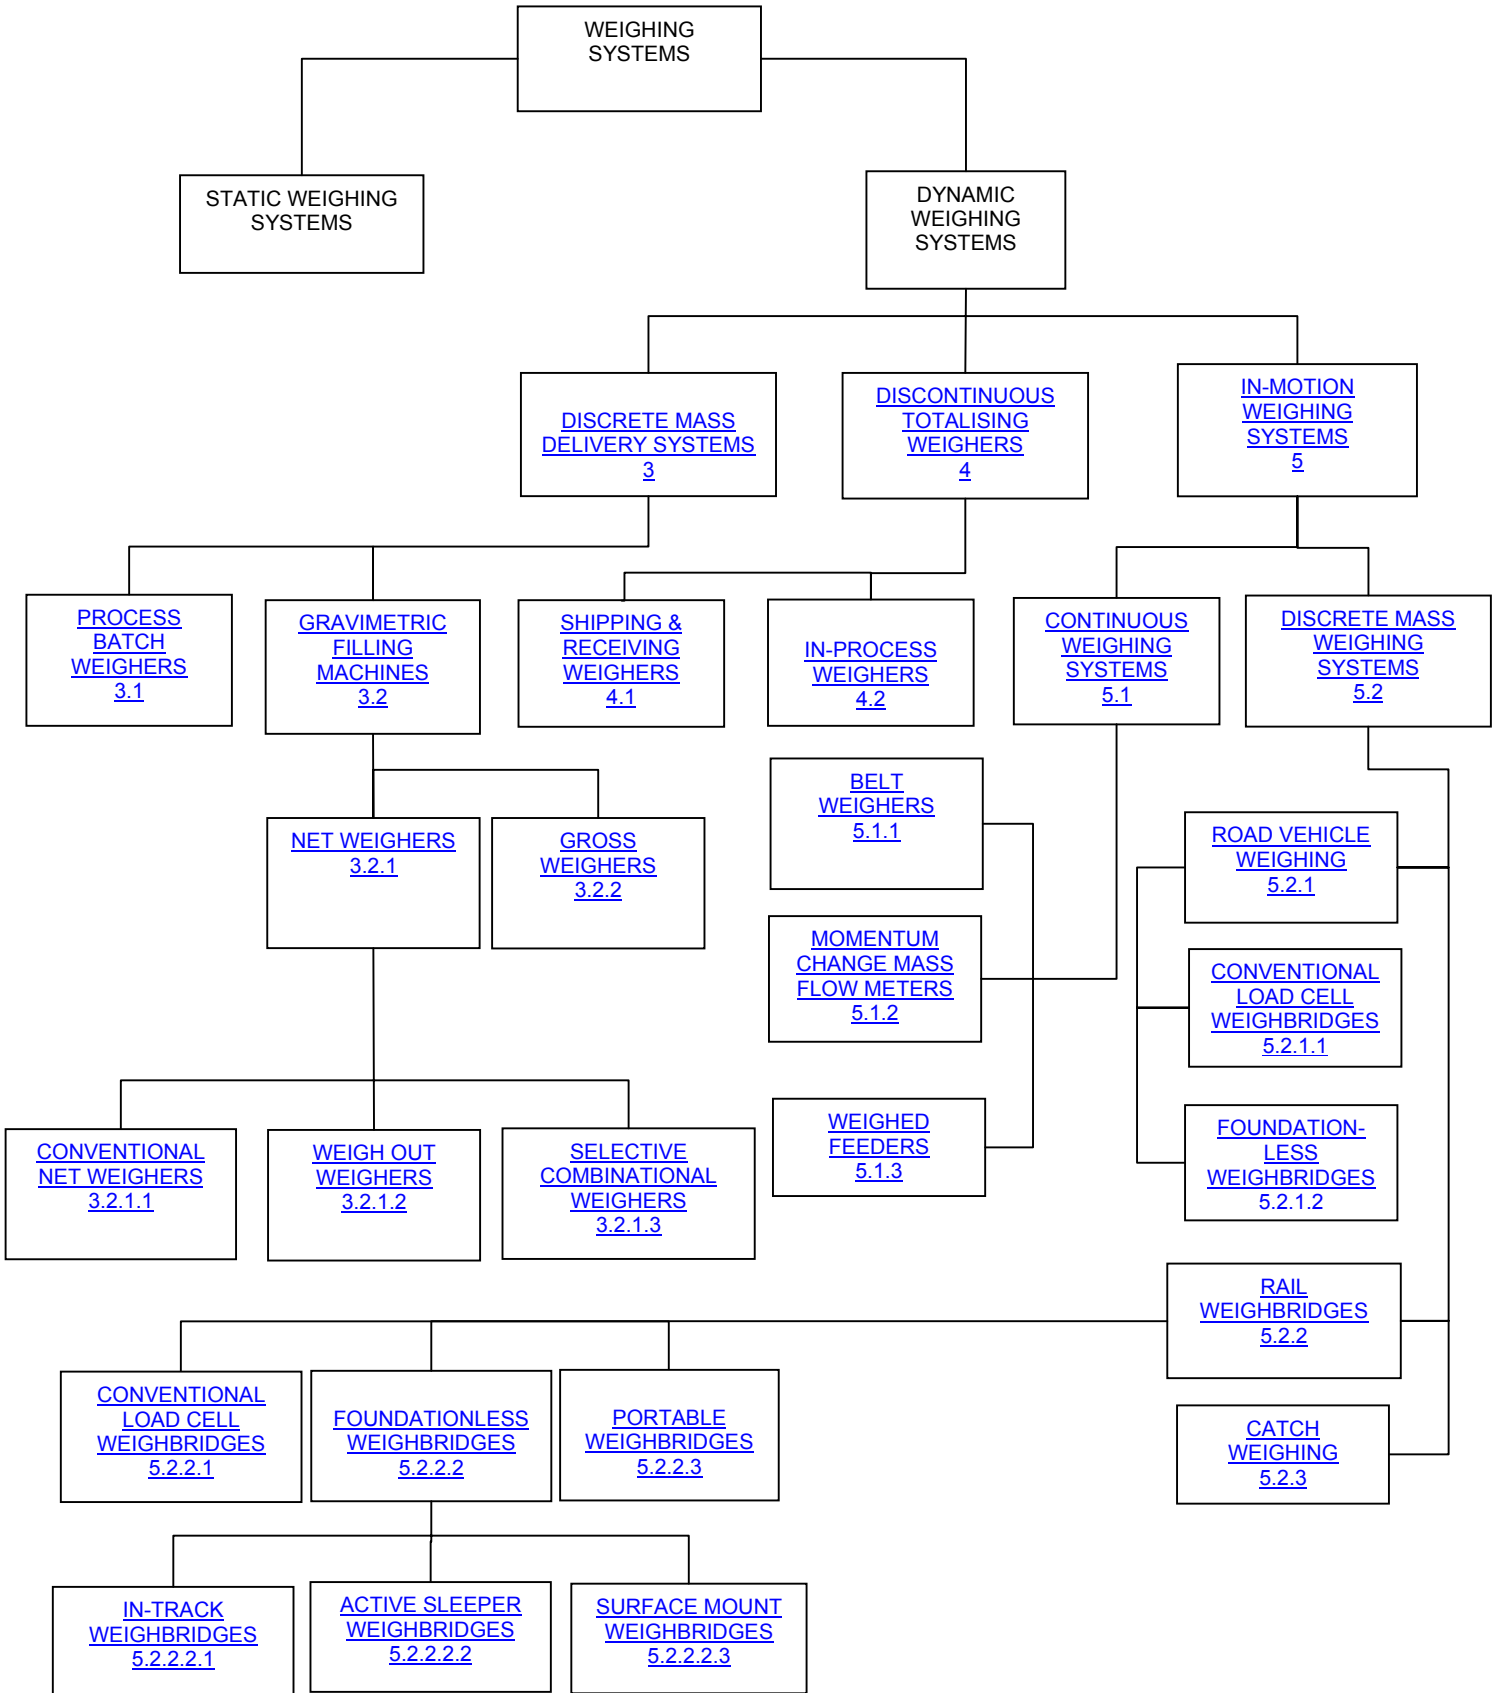 WEIGHING
SYSTEMS
STATIC WEIGHING
SYSTEMS
DYNAMIC
WEIGHING
SYSTEMS
DISCRETE MASS
DELIVERY SYSTEMS
3
DISCONTINUOUS
TOTALISING
WEIGHERS
4
IN-MOTION
WEIGHING
SYSTEMS
5
PROCESS
BATCH
WEIGHERS
3.1
GRAVIMETRIC
FILLING
MACHINES
3.2
SHIPPING &
RECEIVING
WEIGHERS
4.1
IN-PROCESS
WEIGHERS
4.2
CONTINUOUS
WEIGHING
SYSTEMS
5.1
DISCRETE MASS
WEIGHING
SYSTEMS
5.2
NET WEIGHERS
3.2.1
GROSS
WEIGHERS
3.2.2
BELT
WEIGHERS
5.1.1
ROAD VEHICLE
WEIGHING
5.2.1
MOMENTUM
CHANGE MASS
FLOW METERS
5.1.2
CONVENTIONAL
LOAD CELL
WEIGHBRIDGES
5.2.1.1
CONVENTIONAL
NET WEIGHERS
3.2.1.1
WEIGH OUT
WEIGHERS
3.2.1.2
SELECTIVE
COMBINATIONAL
WEIGHERS
3.2.1.3
WEIGHED
FEEDERS
5.1.3
FOUNDATION-
LESS
WEIGHBRIDGES
5.2.1.2
RAIL
WEIGHBRIDGES
5.2.2
CONVENTIONAL
LOAD CELL
WEIGHBRIDGES
5.2.2.1
FOUNDATIONLESS
WEIGHBRIDGES
5.2.2.2
PORTABLE
WEIGHBRIDGES
5.2.2.3
CATCH
WEIGHING
5.2.3
IN-TRACK
WEIGHBRIDGES
5.2.2.2.1
ACTIVE SLEEPER
WEIGHBRIDGES
5.2.2.2.2
SURFACE MOUNT
WEIGHBRIDGES
5.2.2.2.3